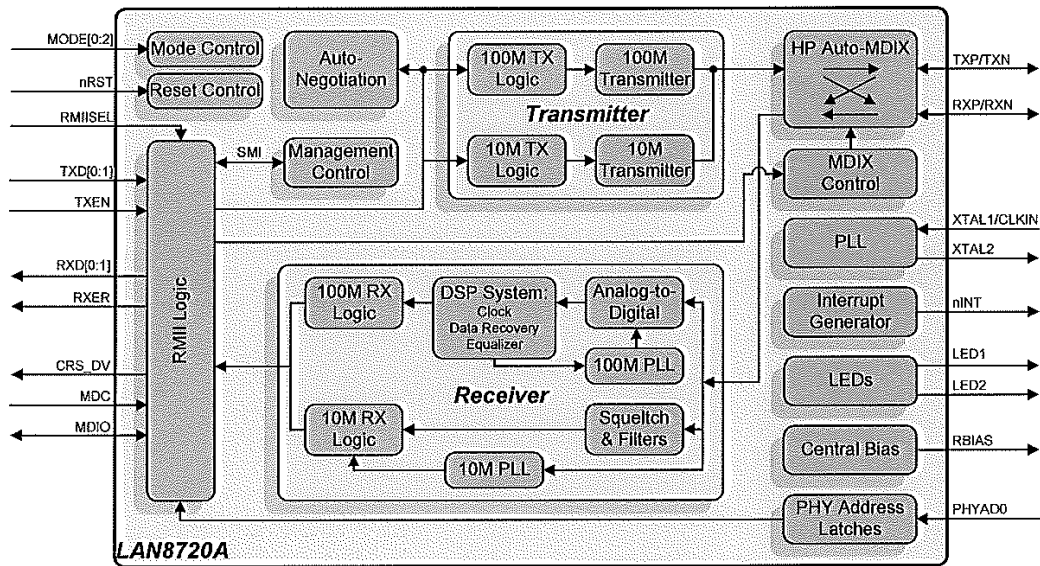 MODE[0:2]
nRST
RMIISEL
TXD[0:1]
TXEN
RXD[0:1]
RXER
CRS_DV
MDC
MDIO
Mode Control
Reset Control
RMII Logic
SMI
Auto-
Negotiation
Management
Control
100M TX
Logic
100M
Transmitter
Transmitter
10M TX
Logic
10M
Transmitter
100M RX
Logic
DSP System:
Clock
Data Recovery
Equalizer
Analog-to-
Digital
100M PLL
Receiver
10M RX
Logic
Squeltch
& Filters
10M PLL
HP Auto-MDIX
MDIX
Control
PLL
Interrupt
Generator
LEDs
Central Bias
PHY Address
Latches
TXP/TXN
RXP/RXN
XTAL1/CLKIN
XTAL2
nINT
LED1
LED2
RBIAS
PHYAD0
LAN8720A